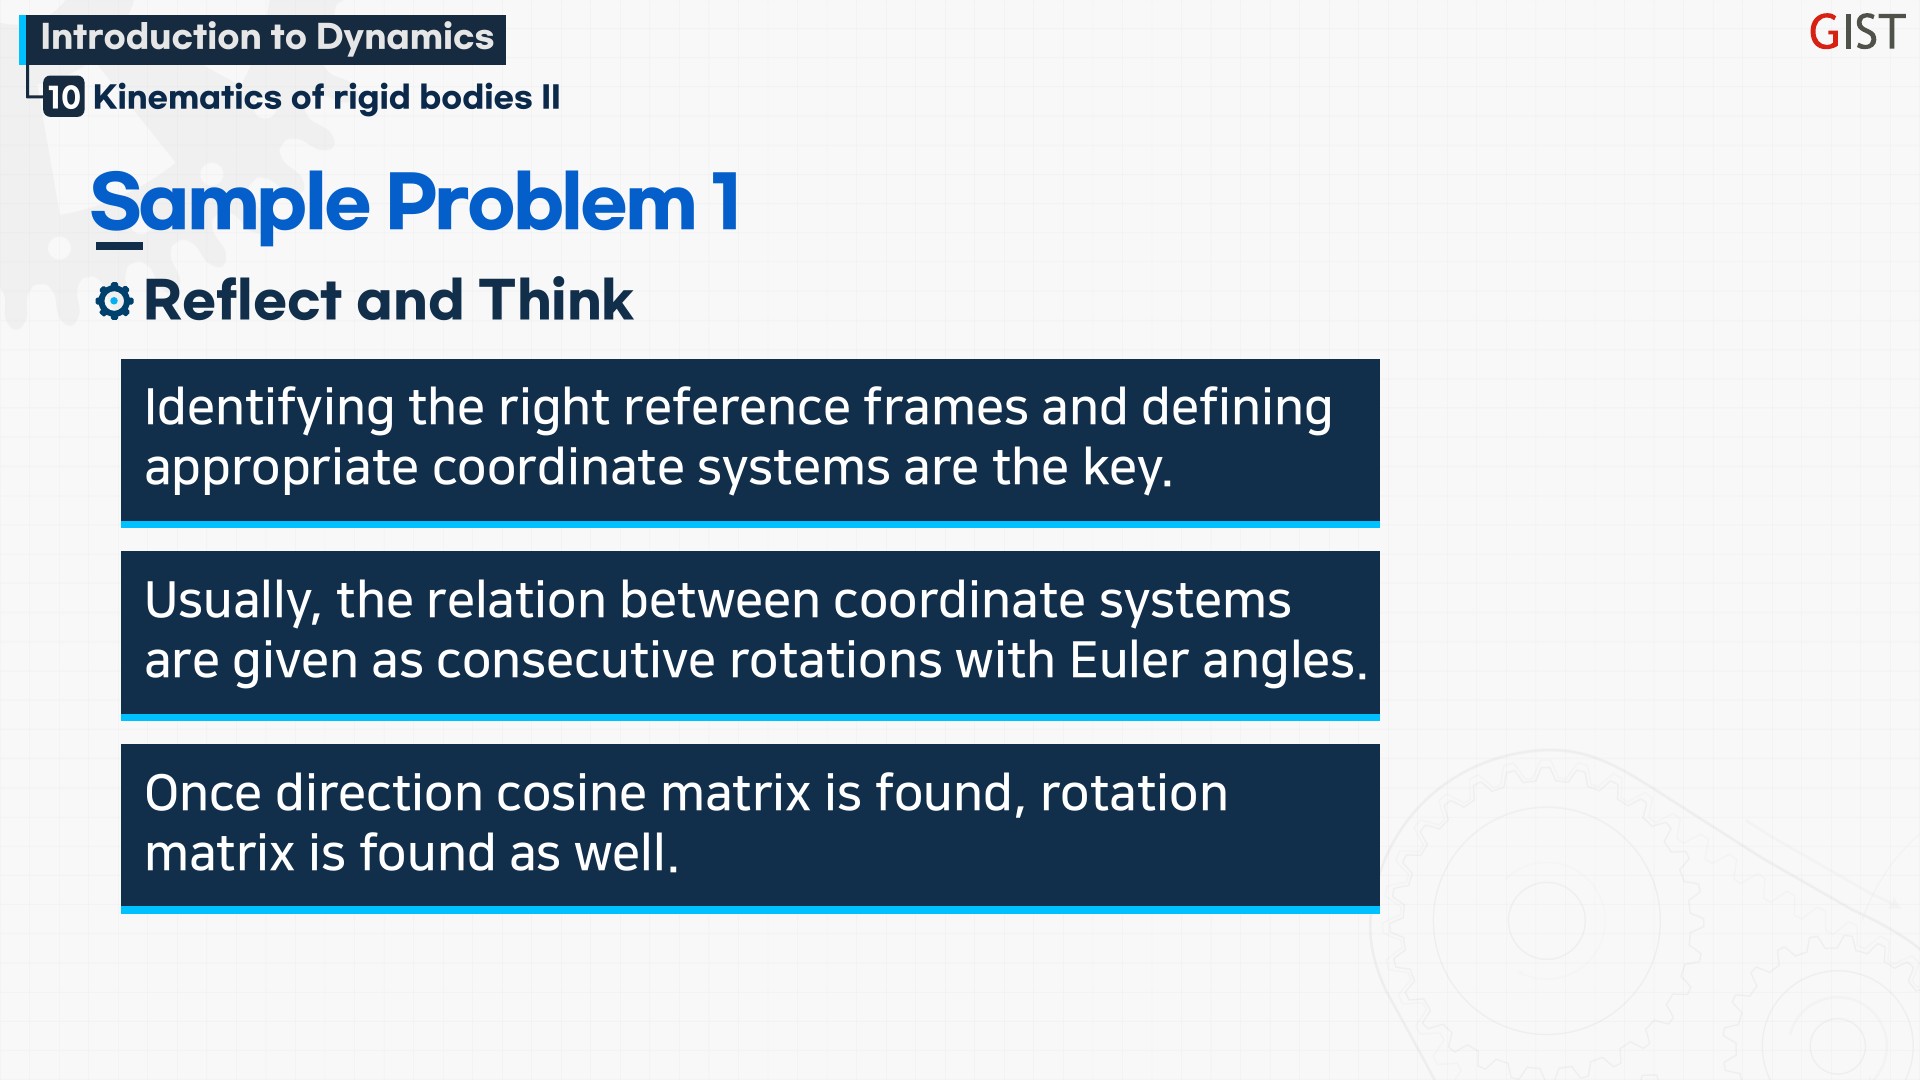 Introduction to Dynamics
GIST
10 Kinematics of rigid bodies II
Sample Problem 1
Reflect and Think
Identifying the right reference frames and defining
appropriate coordinate systems are the key.
Usually, the relation between coordinate systems
are given as consecutive rotations with Euler angles.
Once direction cosine matrix is found, rotation
matrix is found as well.